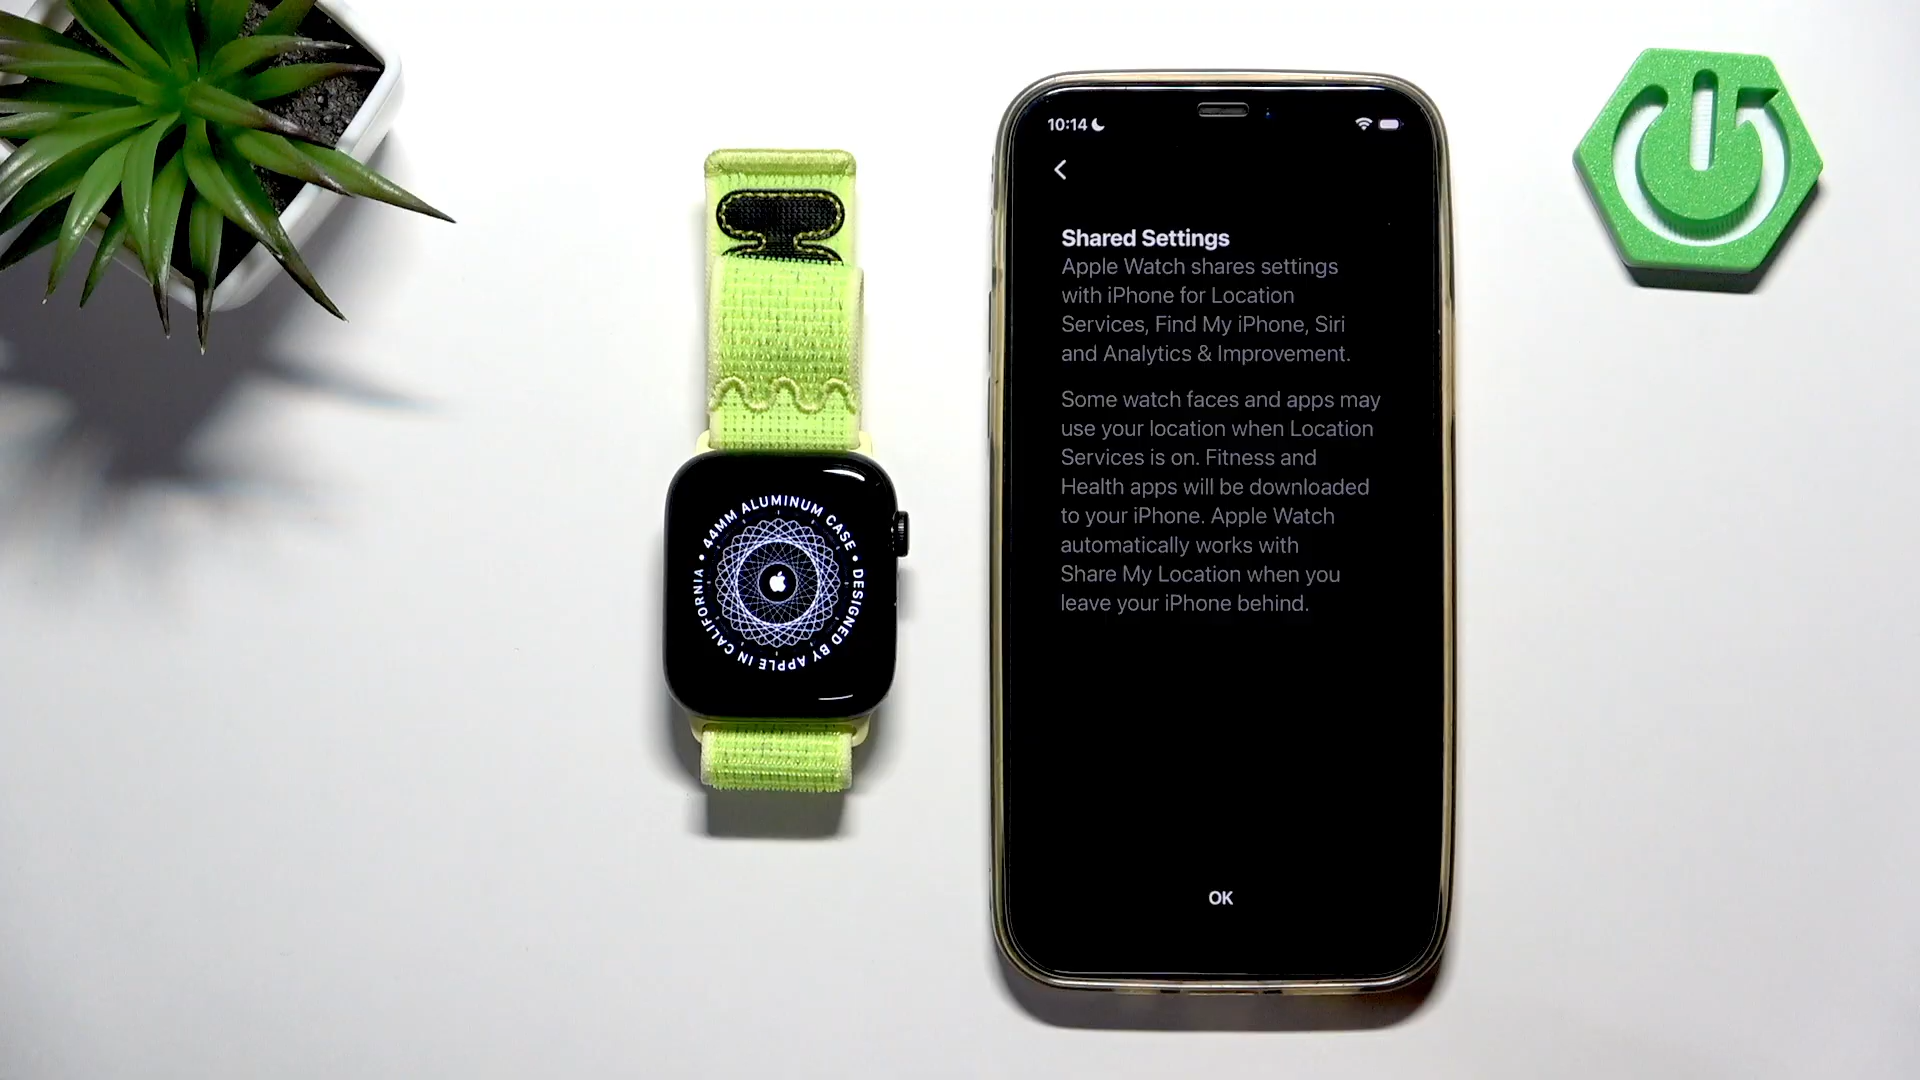 44MM ALUMINUM CASE • DESIGNED BY APPLE IN CALIFORNIA •
10:14
Shared Settings
Apple Watch shares settings
with iPhone for Location
Services, Find My iPhone, Siri
and Analytics & Improvement.
Some watch faces and apps may
use your location when Location
Services is on. Fitness and
Health apps will be downloaded
to your iPhone. Apple Watch
automatically works with
Share My Location when you
leave your iPhone behind.
OK